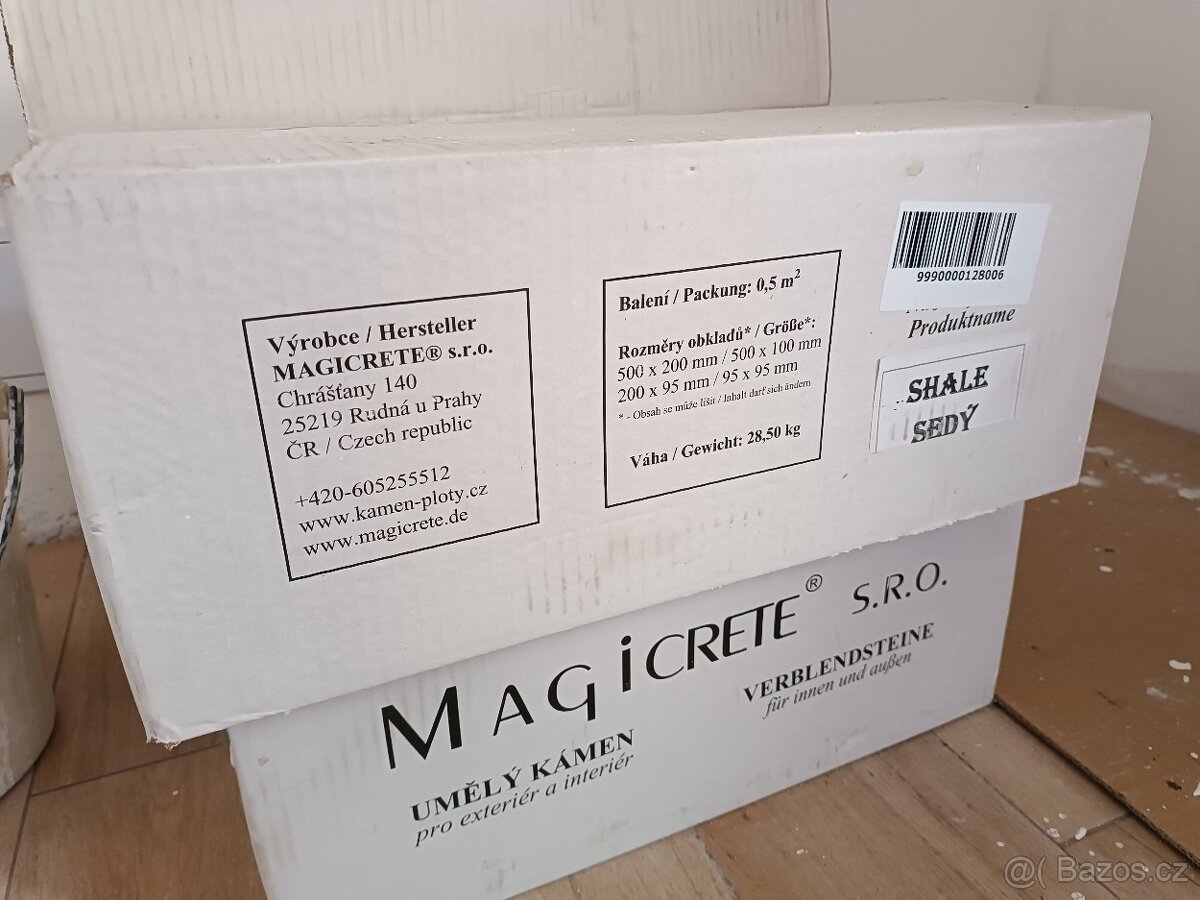 Výrobce / Hersteller
MAGICRETE® s.r.o.
Chrášťany 140
25219 Rudná u Prahy
ČR / Czech republic
+420-605255512
www.kamen-ploty.cz
www.magicrete.de
Balení / Packung: 0,5 m²
Rozměry obkladů* / Größe*:
500 x 200 mm / 500 x 100 mm
200 x 95 mm / 95 x 95 mm
* - Obsah se může lišit / Inhalt darf sich ändern
Váha / Gewicht: 28,50 kg
9990000128006
Produktname
SHALE
ŠEDÝ
MAGiCRETE® S.R.O.
UMĚLÝ KÁMEN
pro exteriér a interiér
VERBLENDSTEINE
für innen und außen
@( Bazos.cz